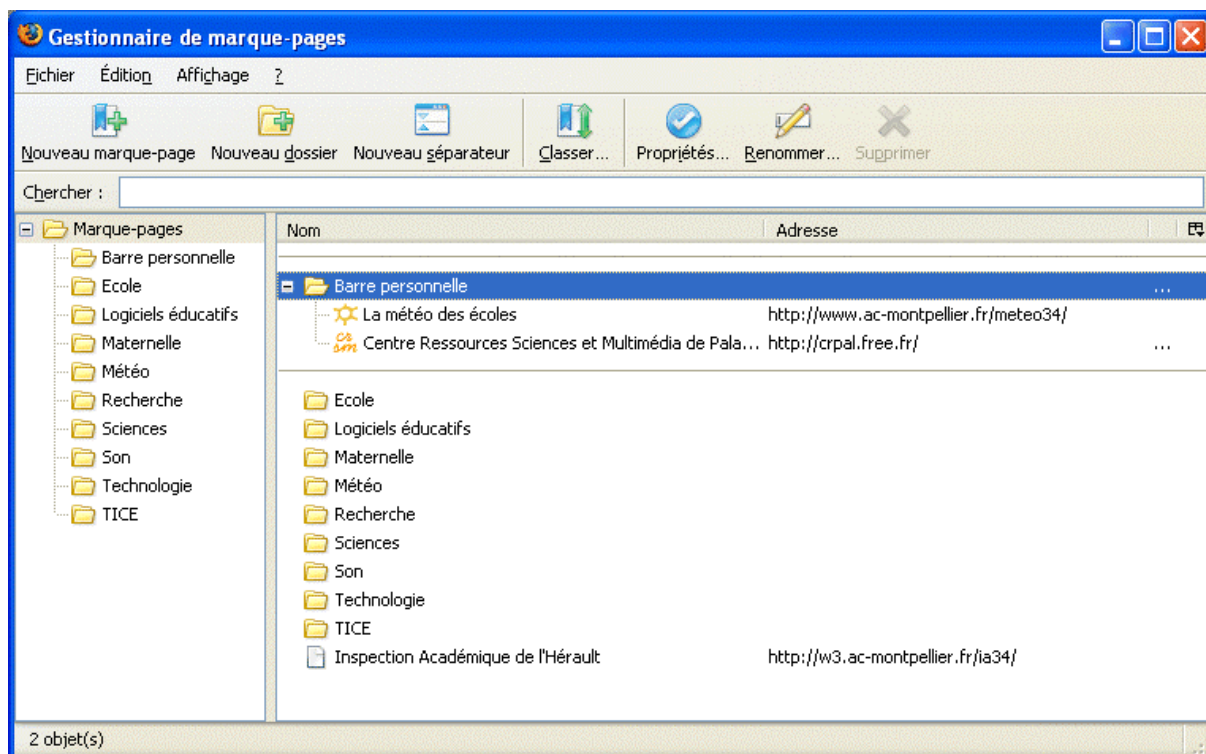 Gestionnaire de marque-pages
Fichier Édition Affichage ?
Nouveau marque-page Nouveau dossier Nouveau séparateur Classer... Propriétés... Renommer... Supprimer
Chercher :
Marque-pages
Barre personnelle
Ecole
Logiciels éducatifs
Maternelle
Météo
Recherche
Sciences
Son
Technologie
TICE
Nom Adresse
Barre personnelle ...
La météo des écoles http://www.ac-montpellier.fr/meteo34/
cs sm Centre Ressources Sciences et Multimédia de Pala... http://crpal.free.fr/ ...
Ecole
Logiciels éducatifs
Maternelle
Météo
Recherche
Sciences
Son
Technologie
TICE
Inspection Académique de l'Hérault http://w3.ac-montpellier.fr/ia34/
2 objet(s)